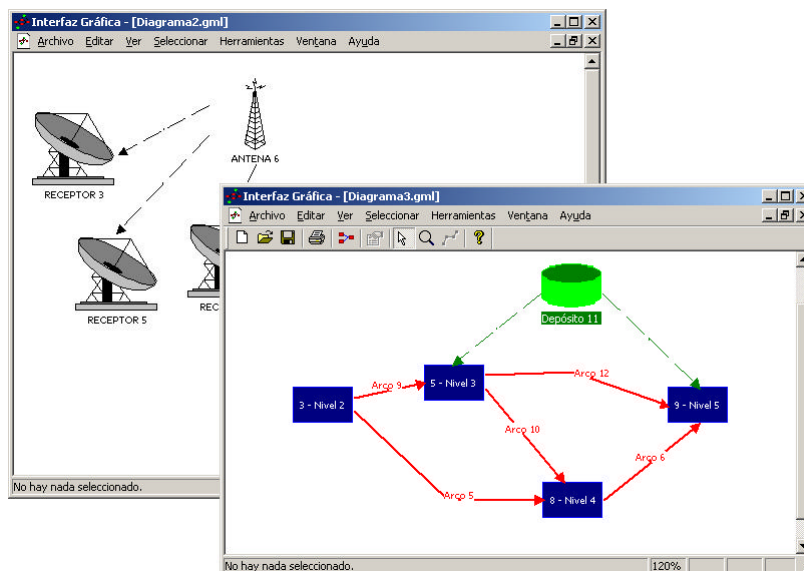 Interfaz Gráfica - [Diagrama2.gml]
Archivo Editar Ver Seleccionar Herramientas Ventana Ayuda
ANTENA 6
RECEPTOR 3
RECEPTOR 5
REC
No hay nada seleccionado.
Interfaz Gráfica - [Diagrama3.gml]
Archivo Editar Ver Seleccionar Herramientas Ventana Ayuda
Depósito 11
Arco 9
5 - Nivel 3
Arco 12
3 - Nivel 2
9 - Nivel 5
Arco 10
Arco 6
Arco 5
8 - Nivel 4
No hay nada seleccionado.
120%